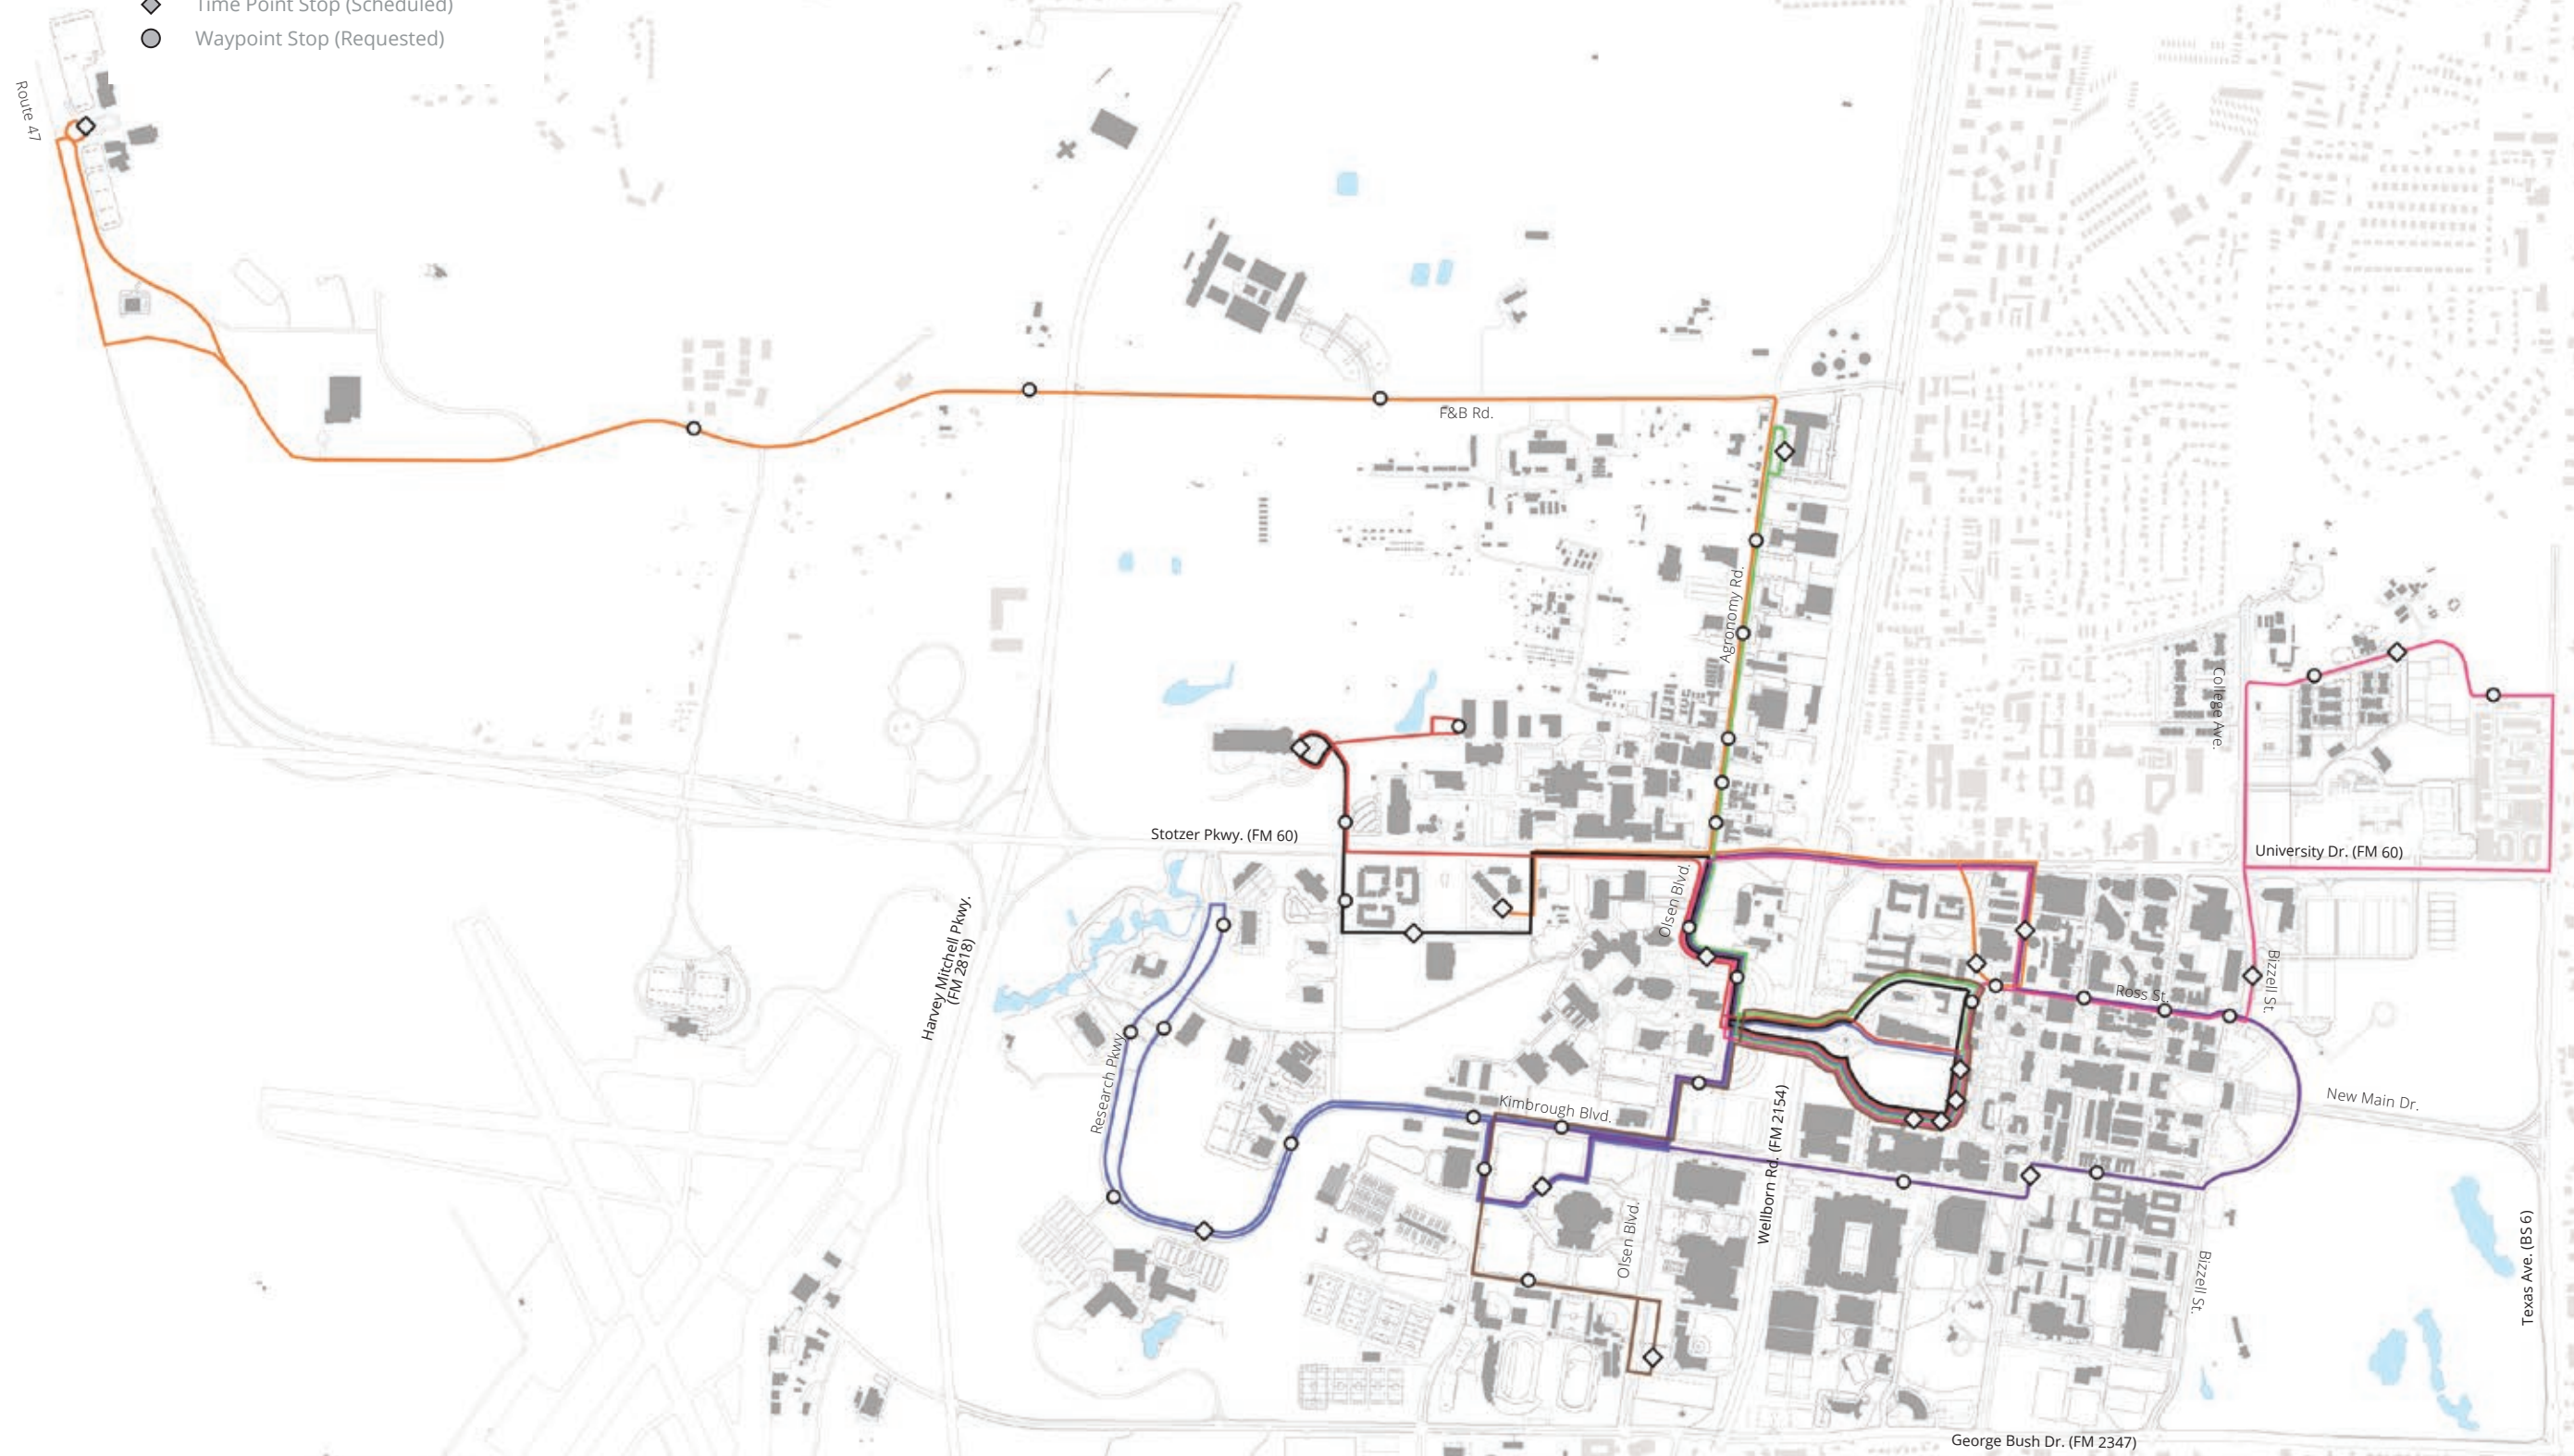 Time Point Stop (Scheduled)
Waypoint Stop (Requested)
Route 47
F&B Rd.
Agronomy Rd.
College Ave.
Stotzer Pkwy. (FM 60)
University Dr. (FM 60)
Olsen Blvd.
Harvey Mitchell Pkwy.
(FM 2818)
Bizzell St.
Ross St.
Research Pkwy.
Kimbrough Blvd.
New Main Dr.
Wellborn Rd. (FM 2154)
Olsen Blvd.
Bizzell St.
Texas Ave. (BS 6)
George Bush Dr. (FM 2347)